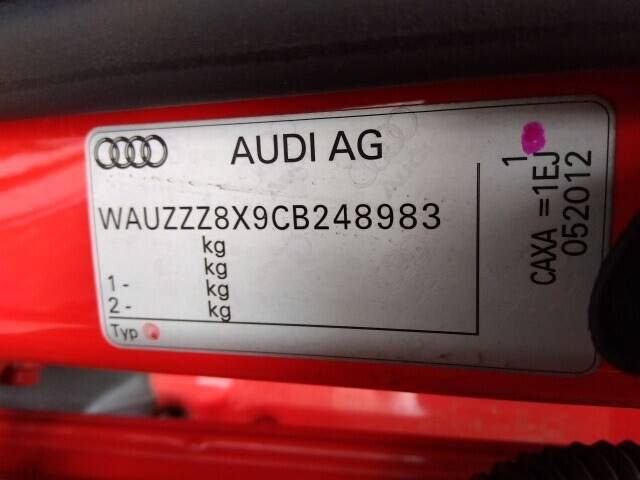 AUDI AG
WAUZZZ8X9CB248983
kg
kg
1 - kg
2 - kg
Typ
1
CAXA =1EJ
052012